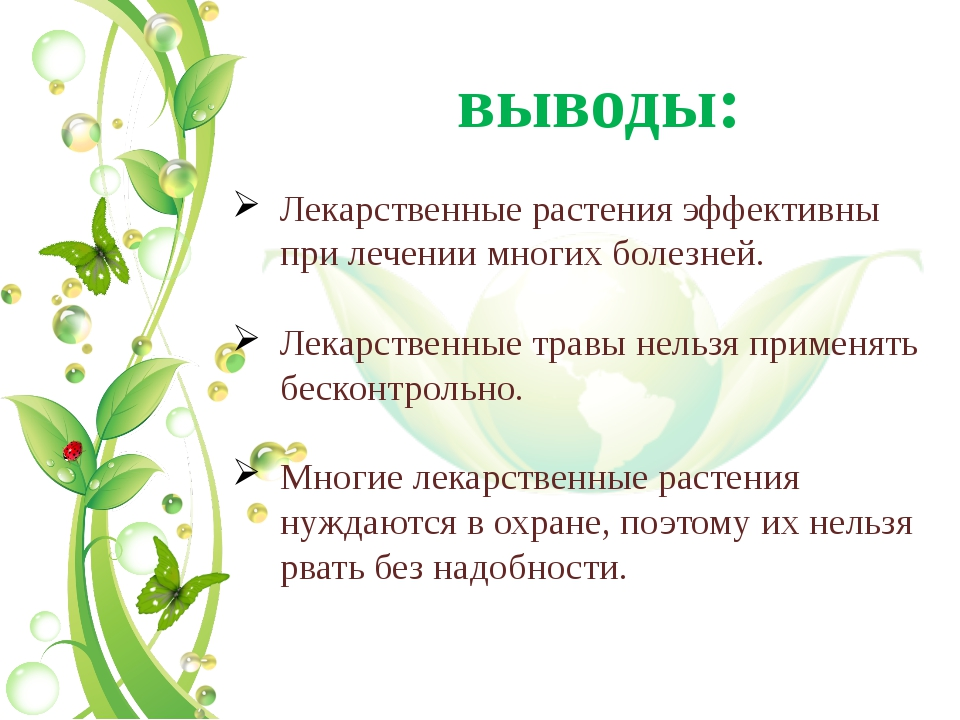 выводы:
Лекарственные растения эффективны
при лечении многих болезней.
Лекарственные травы нельзя применять
бесконтрольно.
Многие лекарственные растения
нуждаются в охране, поэтому их нельзя
рвать без надобности.